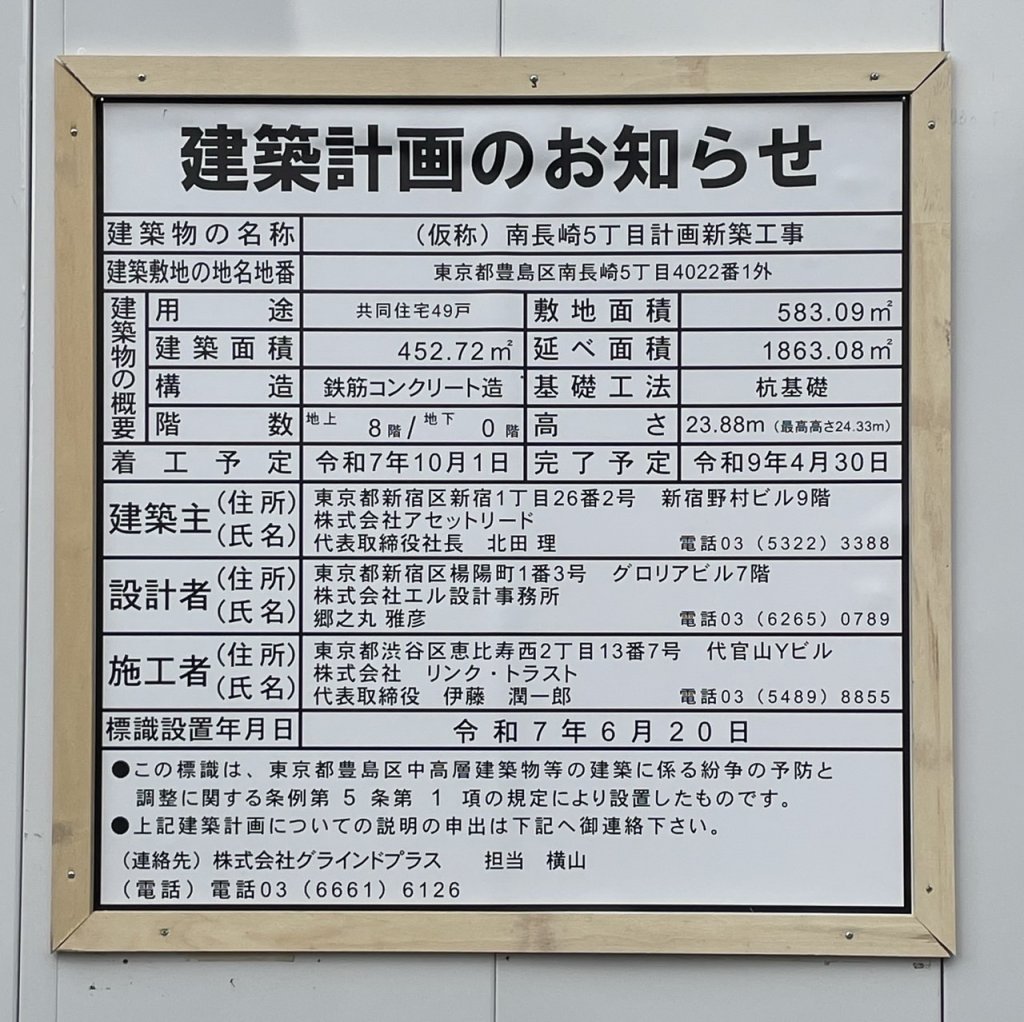 建築計画のお知らせ
建築物の名称 （仮称）南長崎5丁目計画新築工事
建築敷地の地名地番 東京都豊島区南長崎5丁目4022番1外
建築物の概要
用途 共同住宅49戸 敷地面積 583.09㎡
建築面積 452.72㎡ 延べ面積 1863.08㎡
構造 鉄筋コンクリート造 基礎工法 杭基礎
階数 地上 8階/地下 0階 高さ 23.88m（最高高さ24.33m）
着工予定 令和7年10月1日 完了予定 令和9年4月30日
建築主（住所）（氏名）
東京都新宿区新宿1丁目26番2号 新宿野村ビル9階
株式会社アセットリード
代表取締役社長 北田 理 電話03（5322）3388
設計者（住所）（氏名）
東京都新宿区楊陽町1番3号 グロリアビル7階
株式会社エル設計事務所
郷之丸 雅彦 電話03（6265）0789
施工者（住所）（氏名）
東京都渋谷区恵比寿西2丁目13番7号 代官山Yビル
株式会社 リンク・トラスト
代表取締役 伊藤 潤一郎 電話03（5489）8855
標識設置年月日 令和7年6月20日
●この標識は、東京都豊島区中高層建築物等の建築に係る紛争の予防と
調整に関する条例第 5 条第 1 項の規定により設置したものです。
●上記建築計画についての説明の申出は下記へ御連絡下さい。
（連絡先）株式会社グラインドプラス 担当 横山
（電話）電話03（6661）6126